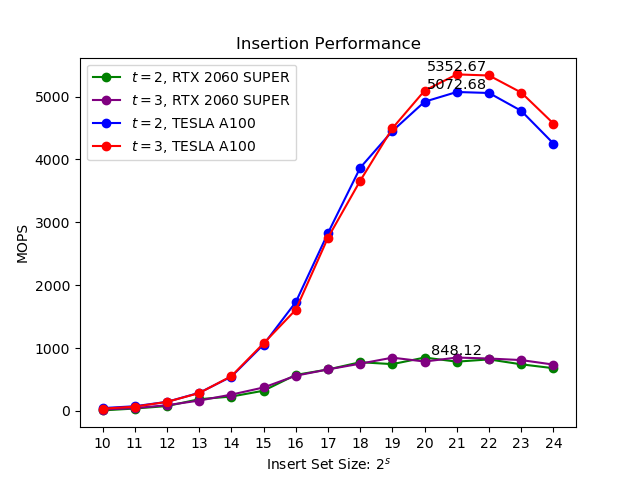 Insertion Performance
t = 2, RTX 2060 SUPER
t = 3, RTX 2060 SUPER
t = 2, TESLA A100
t = 3, TESLA A100
5352.67
5072.68
848.12
MOPS
5000
4000
3000
2000
1000
0
10 11 12 13 14 15 16 17 18 19 20 21 22 23 24
Insert Set Size: 2^s